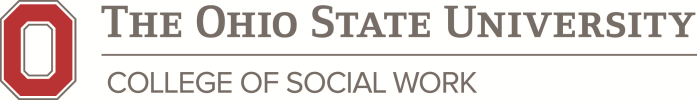 THE OHIO STATE UNIVERSITY
COLLEGE OF SOCIAL WORK